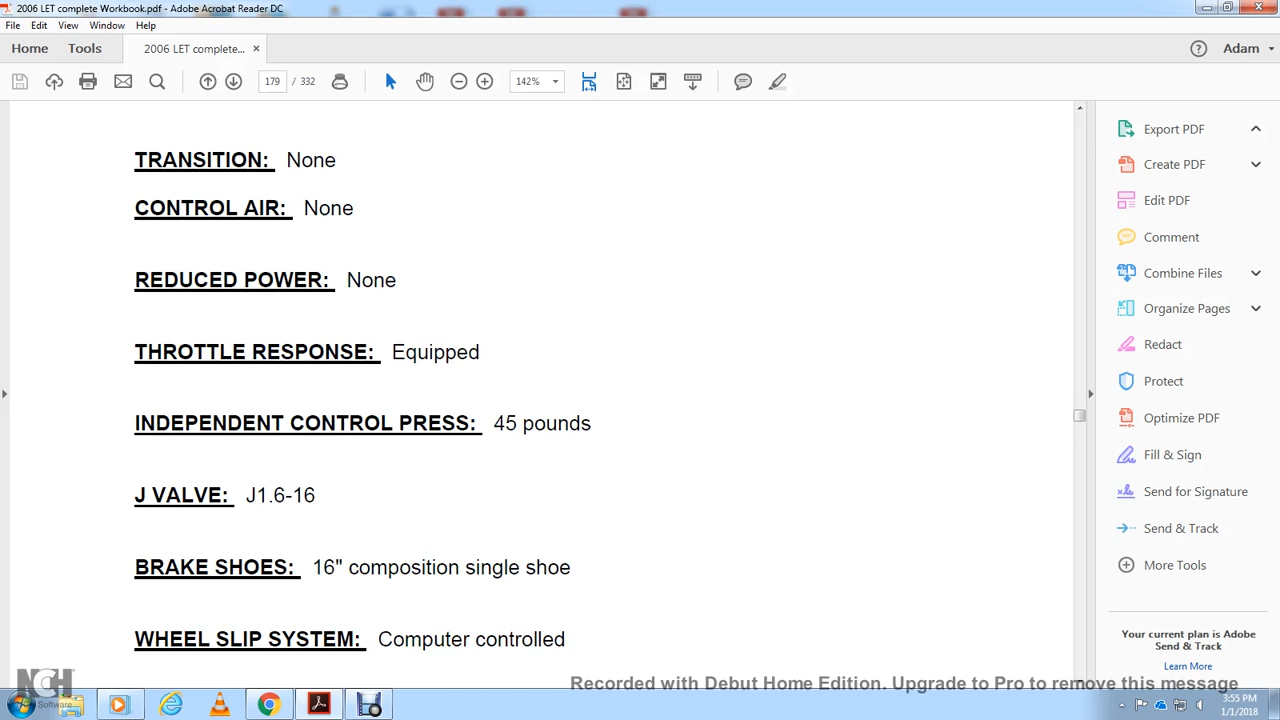 2006 LET complete Workbook.pdf - Adobe Acrobat Reader DC
File Edit View Window Help
Home Tools 2006 LET complete... × Adam
179 / 332 142%
TRANSITION: None
CONTROL AIR: None
REDUCED POWER: None
THROTTLE RESPONSE: Equipped
INDEPENDENT CONTROL PRESS: 45 pounds
J VALVE: J1.6-16
BRAKE SHOES: 16" composition single shoe
WHEEL SLIP SYSTEM: Computer controlled
Export PDF
Create PDF
Edit PDF
Comment
Combine Files
Organize Pages
Redact
Protect
Optimize PDF
Fill & Sign
Send for Signature
Send & Track
More Tools
Your current plan is Adobe
Send & Track
Learn More
NCH
Software
Recorded with Debut Home Edition. Upgrade to Pro to remove this message
3:55 PM
1/1/2018